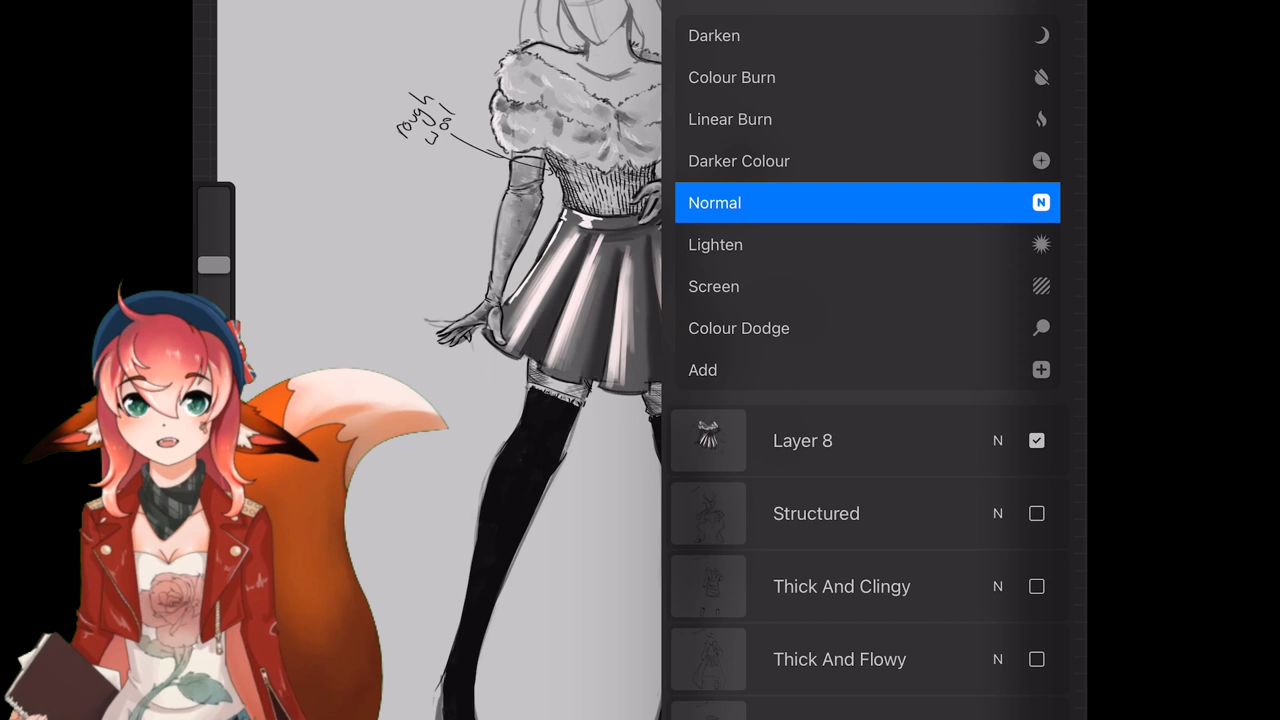 rough
wool
Darken
Colour Burn
Linear Burn
Darker Colour
Normal N
Lighten
Screen
Colour Dodge
Add
Layer 8 N
Structured N
Thick And Clingy N
Thick And Flowy N